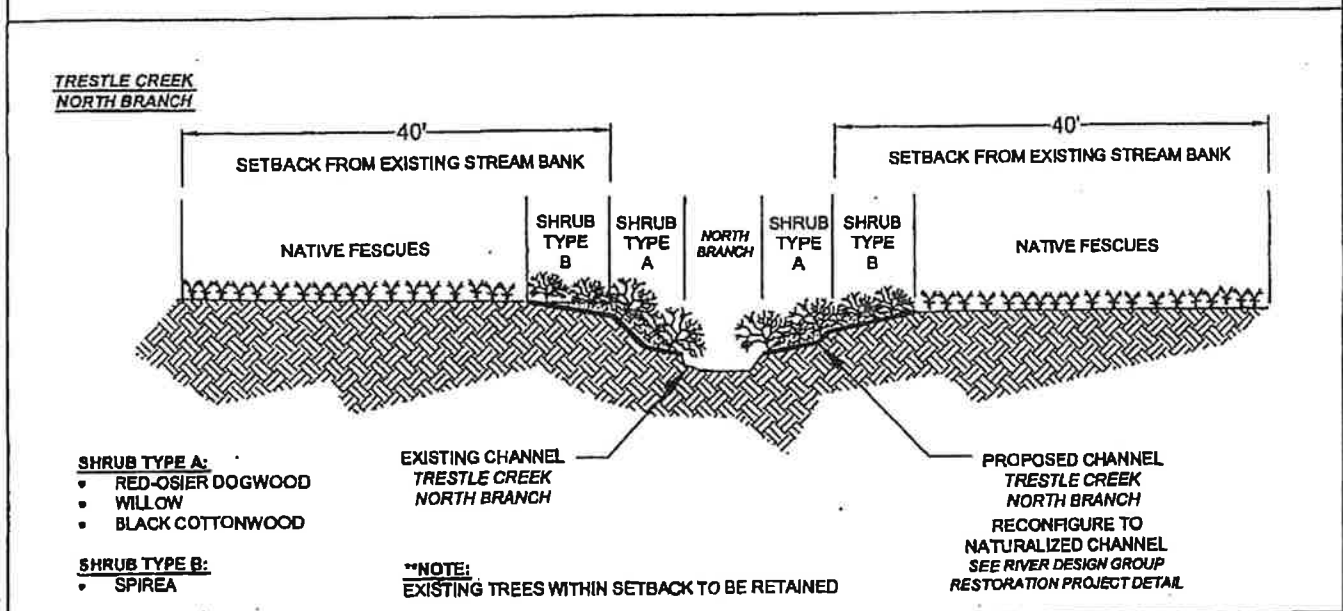 TRESTLE CREEK
NORTH BRANCH
40'
SETBACK FROM EXISTING STREAM BANK
40'
SETBACK FROM EXISTING STREAM BANK
NATIVE FESCUES
SHRUB
TYPE
B
SHRUB
TYPE
A
NORTH
BRANCH
SHRUB
TYPE
A
SHRUB
TYPE
B
NATIVE FESCUES
SHRUB TYPE A:
• RED-OSIER DOGWOOD
• WILLOW
• BLACK COTTONWOOD
SHRUB TYPE B:
• SPIREA
EXISTING CHANNEL
TRESTLE CREEK
NORTH BRANCH
**NOTE:
EXISTING TREES WITHIN SETBACK TO BE RETAINED
PROPOSED CHANNEL
TRESTLE CREEK
NORTH BRANCH
RECONFIGURE TO
NATURALIZED CHANNEL
SEE RIVER DESIGN GROUP
RESTORATION PROJECT DETAIL